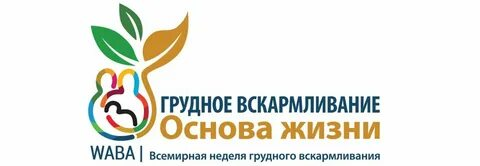 ГРУДНОЕ ВСКАРМЛИВАНИЕ
Основа жизни
WABA | Всемирная неделя грудного вскармливания